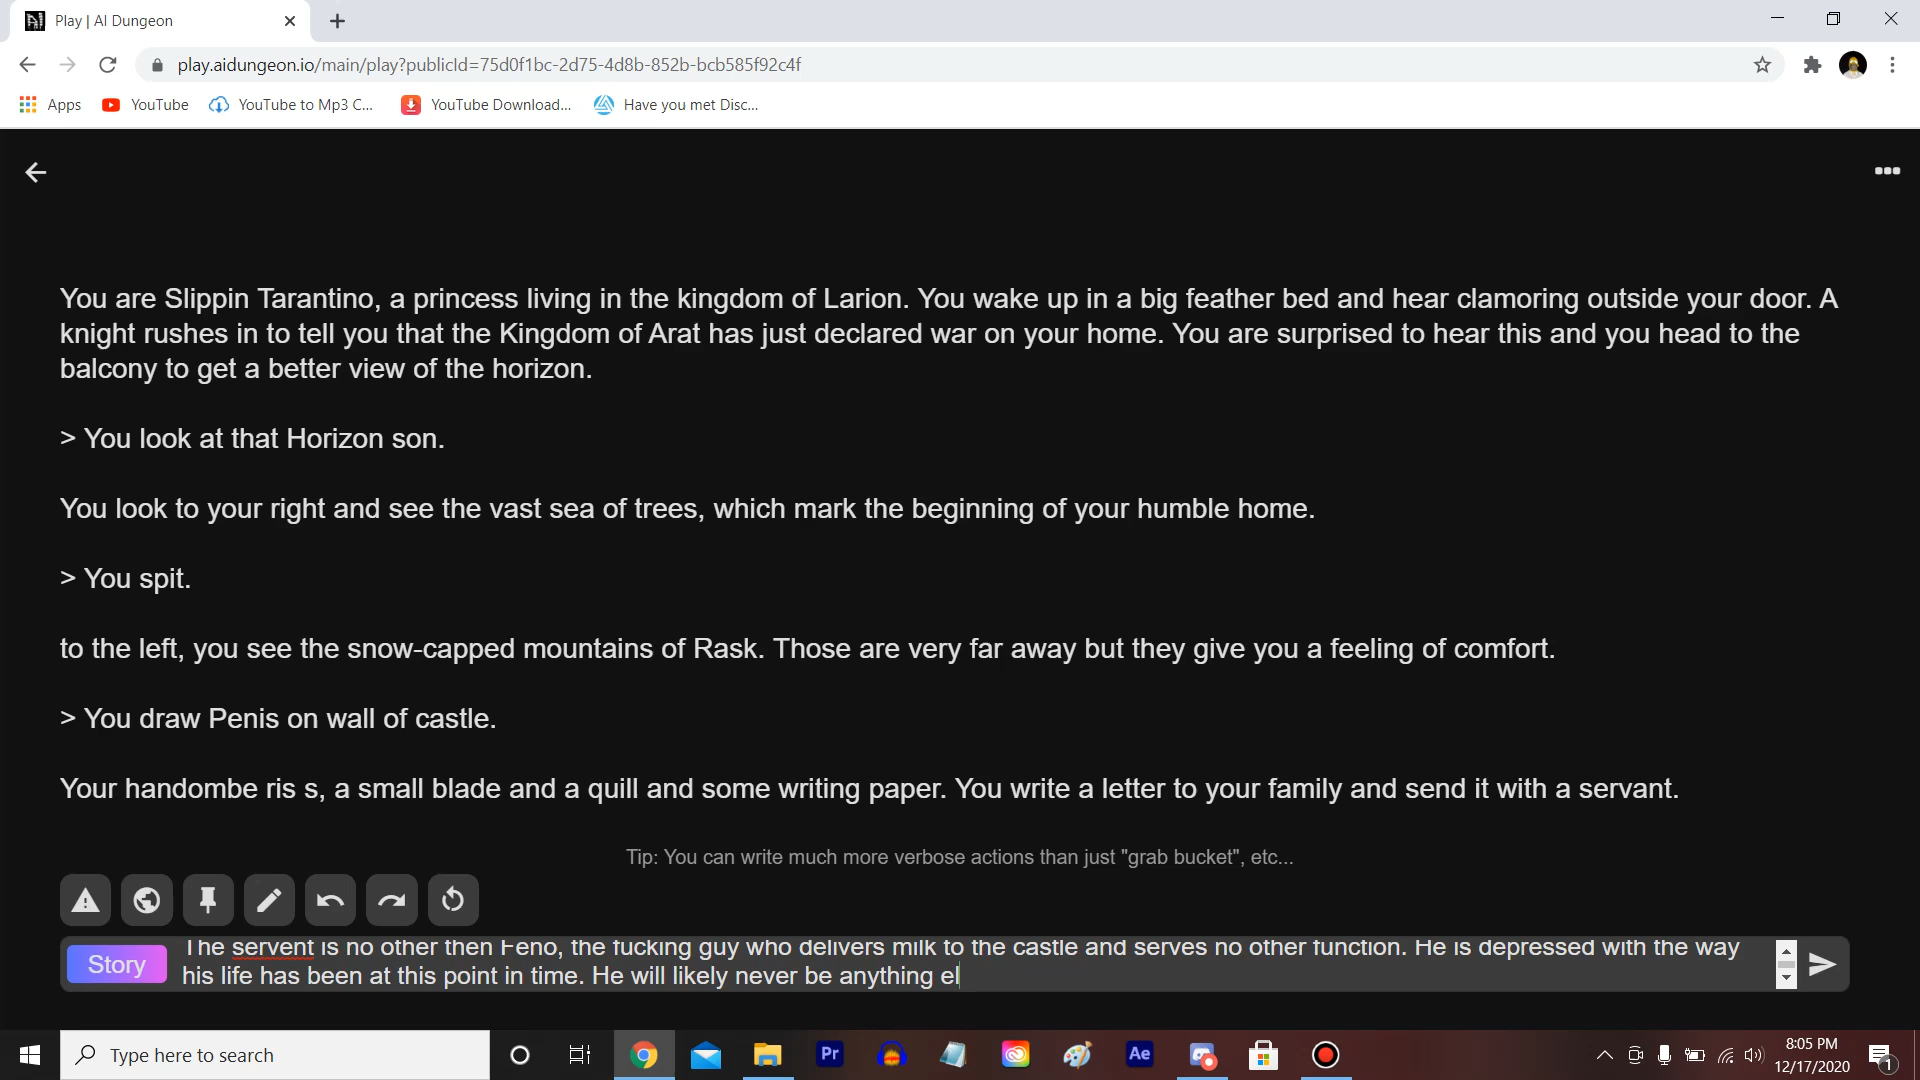 Play | AI Dungeon
play.aidungeon.io/main/play?publicId=75d0f1bc-2d75-4d8b-852b-bcb585f92c4f
Apps YouTube YouTube to Mp3 C... YouTube Download... Have you met Disc...
You are Slippin Tarantino, a princess living in the kingdom of Larion. You wake up in a big feather bed and hear clamoring outside your door. A
knight rushes in to tell you that the Kingdom of Arat has just declared war on your home. You are surprised to hear this and you head to the
balcony to get a better view of the horizon.
> You look at that Horizon son.
You look to your right and see the vast sea of trees, which mark the beginning of your humble home.
> You spit.
to the left, you see the snow-capped mountains of Rask. Those are very far away but they give you a feeling of comfort.
> You draw Penis on wall of castle.
Your handombe ris s, a small blade and a quill and some writing paper. You write a letter to your family and send it with a servant.
Tip: You can write much more verbose actions than just "grab bucket", etc...
Story
The servent is no other then Feno, the fucking guy who delivers milk to the castle and serves no other function. He is depressed with the way
his life has been at this point in time. He will likely never be anything el
Type here to search
Pr
Ae
8:05 PM
12/17/2020
1